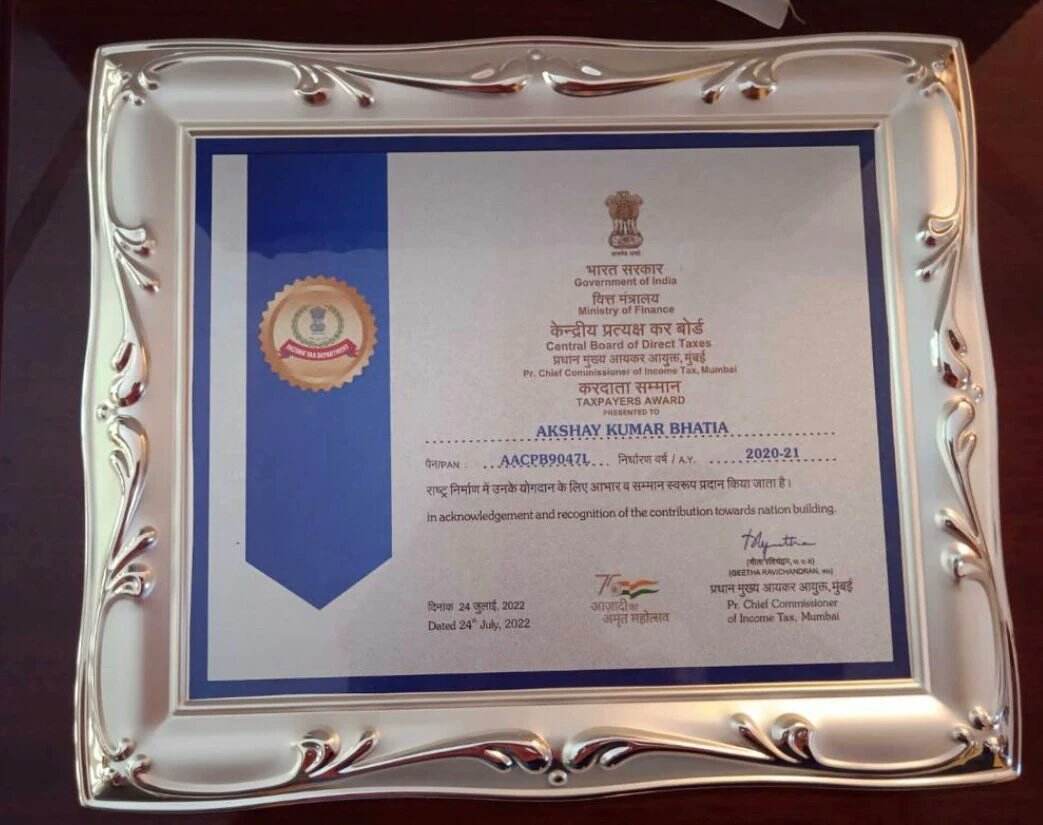 INCOME TAX DEPARTMENT
भारत सरकार
Government of India
वित्त मंत्रालय
Ministry of Finance
केन्द्रीय प्रत्यक्ष कर बोर्ड
Central Board of Direct Taxes
प्रधान मुख्य आयकर आयुक्त, मुंबई
Pr. Chief Commissioner of Income Tax, Mumbai
करदाता सम्मान
TAXPAYERS AWARD
PRESENTED TO
AKSHAY KUMAR BHATIA
पैन/PAN : AACPB9047L निर्धारण वर्ष / A.Y. 2020-21
राष्ट्र निर्माण में उनके योगदान के लिए आभार व सम्मान स्वरूप प्रदान किया जाता है।
in acknowledgement and recognition of the contribution towards nation building.
(GEETHA RAVICHANDRAN, IRS)
प्रधान मुख्य आयकर आयुक्त, मुंबई
Pr. Chief Commissioner
of Income Tax, Mumbai
आज़ादी का
अमृत महोत्सव
दिनांक 24 जुलाई, 2022
Dated 24th July, 2022